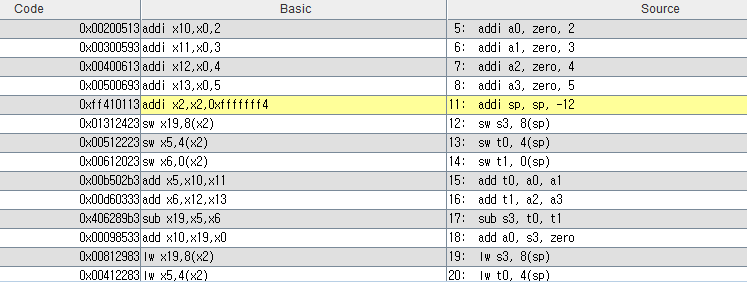 Code Basic Source
0x00200513 addi x10,x0,2 5: addi a0, zero, 2
0x00300593 addi x11,x0,3 6: addi a1, zero, 3
0x00400613 addi x12,x0,4 7: addi a2, zero, 4
0x00500693 addi x13,x0,5 8: addi a3, zero, 5
0xff410113 addi x2,x2,0xfffffff4 11: addi sp, sp, -12
0x01312423 sw x19,8(x2) 12: sw s3, 8(sp)
0x00512223 sw x5,4(x2) 13: sw t0, 4(sp)
0x00612023 sw x6,0(x2) 14: sw t1, 0(sp)
0x00b502b3 add x5,x10,x11 15: add t0, a0, a1
0x00d60333 add x6,x12,x13 16: add t1, a2, a3
0x406289b3 sub x19,x5,x6 17: sub s3, t0, t1
0x00098533 add x10,x19,x0 18: add a0, s3, zero
0x00812983 lw x19,8(x2) 19: lw s3, 8(sp)
0x00412283 lw x5,4(x2) 20: lw t0, 4(sp)